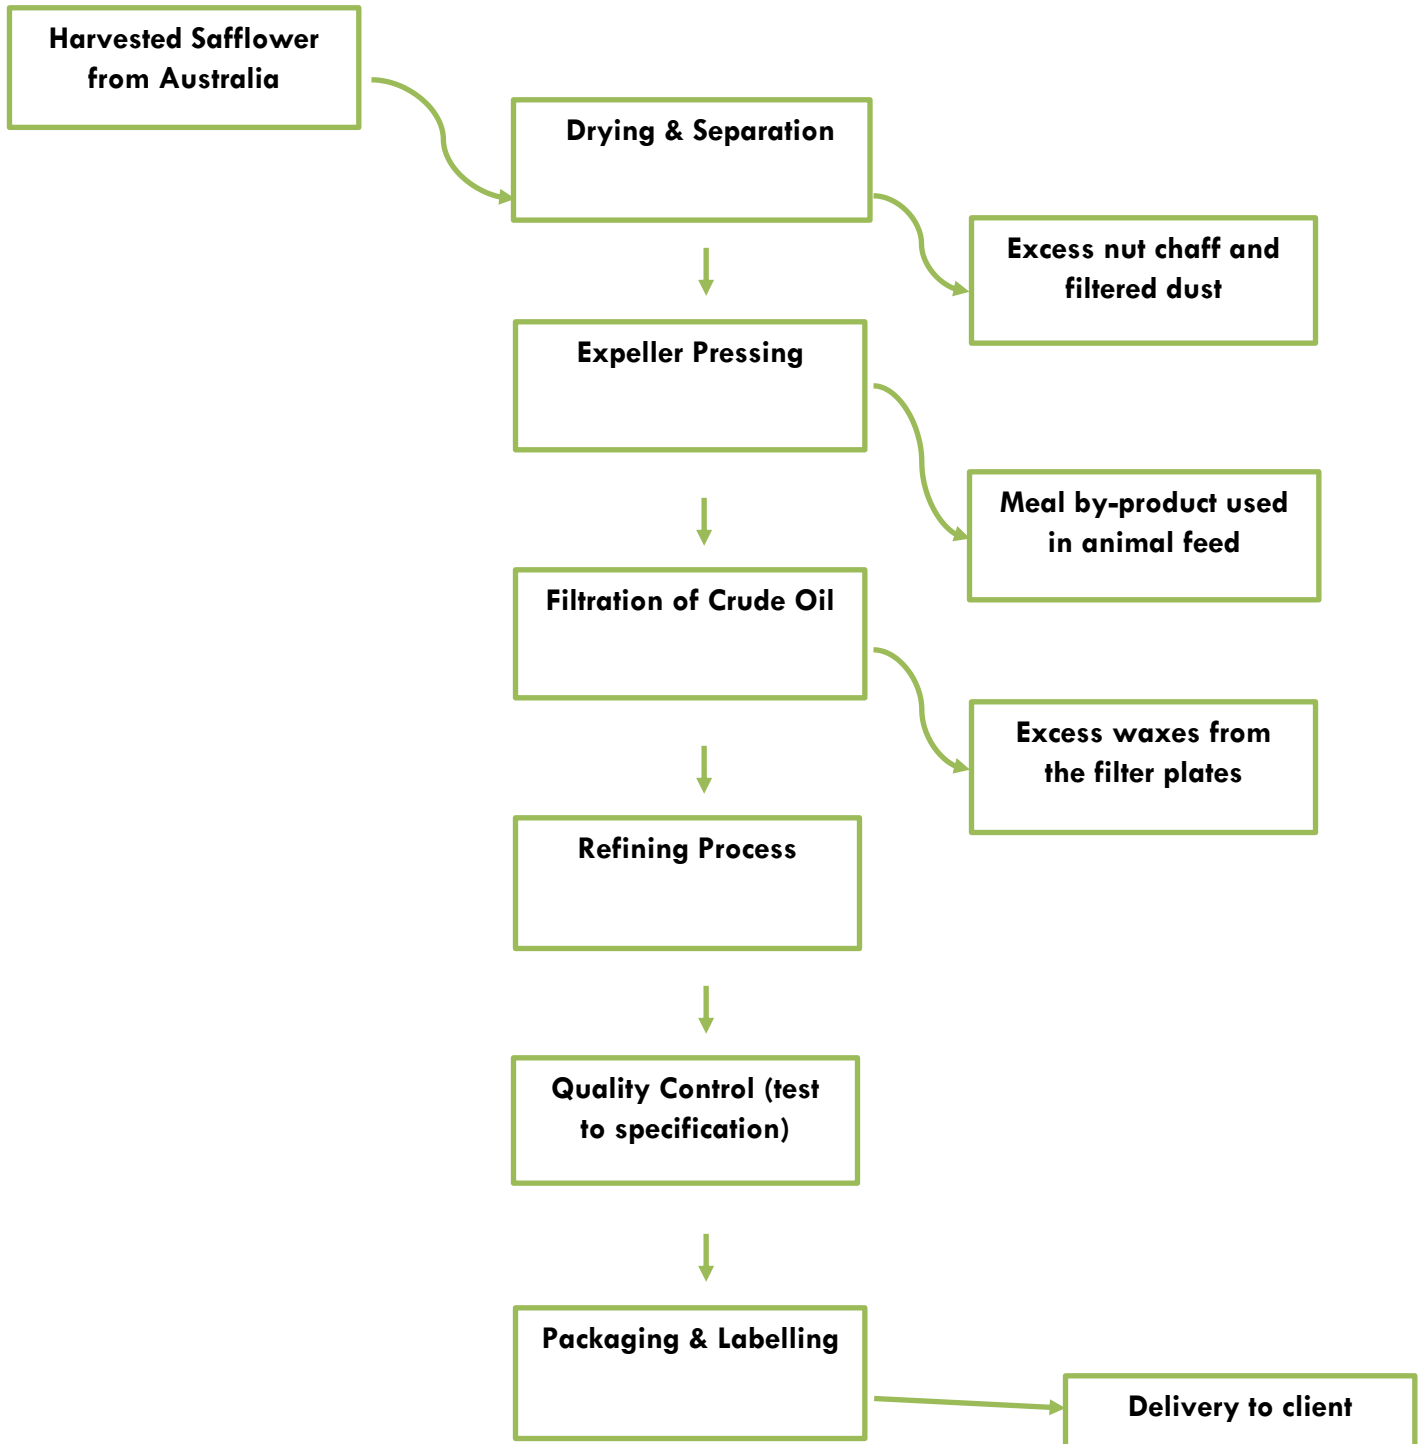 Harvested Safflower
from Australia
Drying & Separation
Excess nut chaff and
filtered dust
Expeller Pressing
Meal by-product used
in animal feed
Filtration of Crude Oil
Excess waxes from
the filter plates
Refining Process
Quality Control (test
to specification)
Packaging & Labelling
Delivery to client